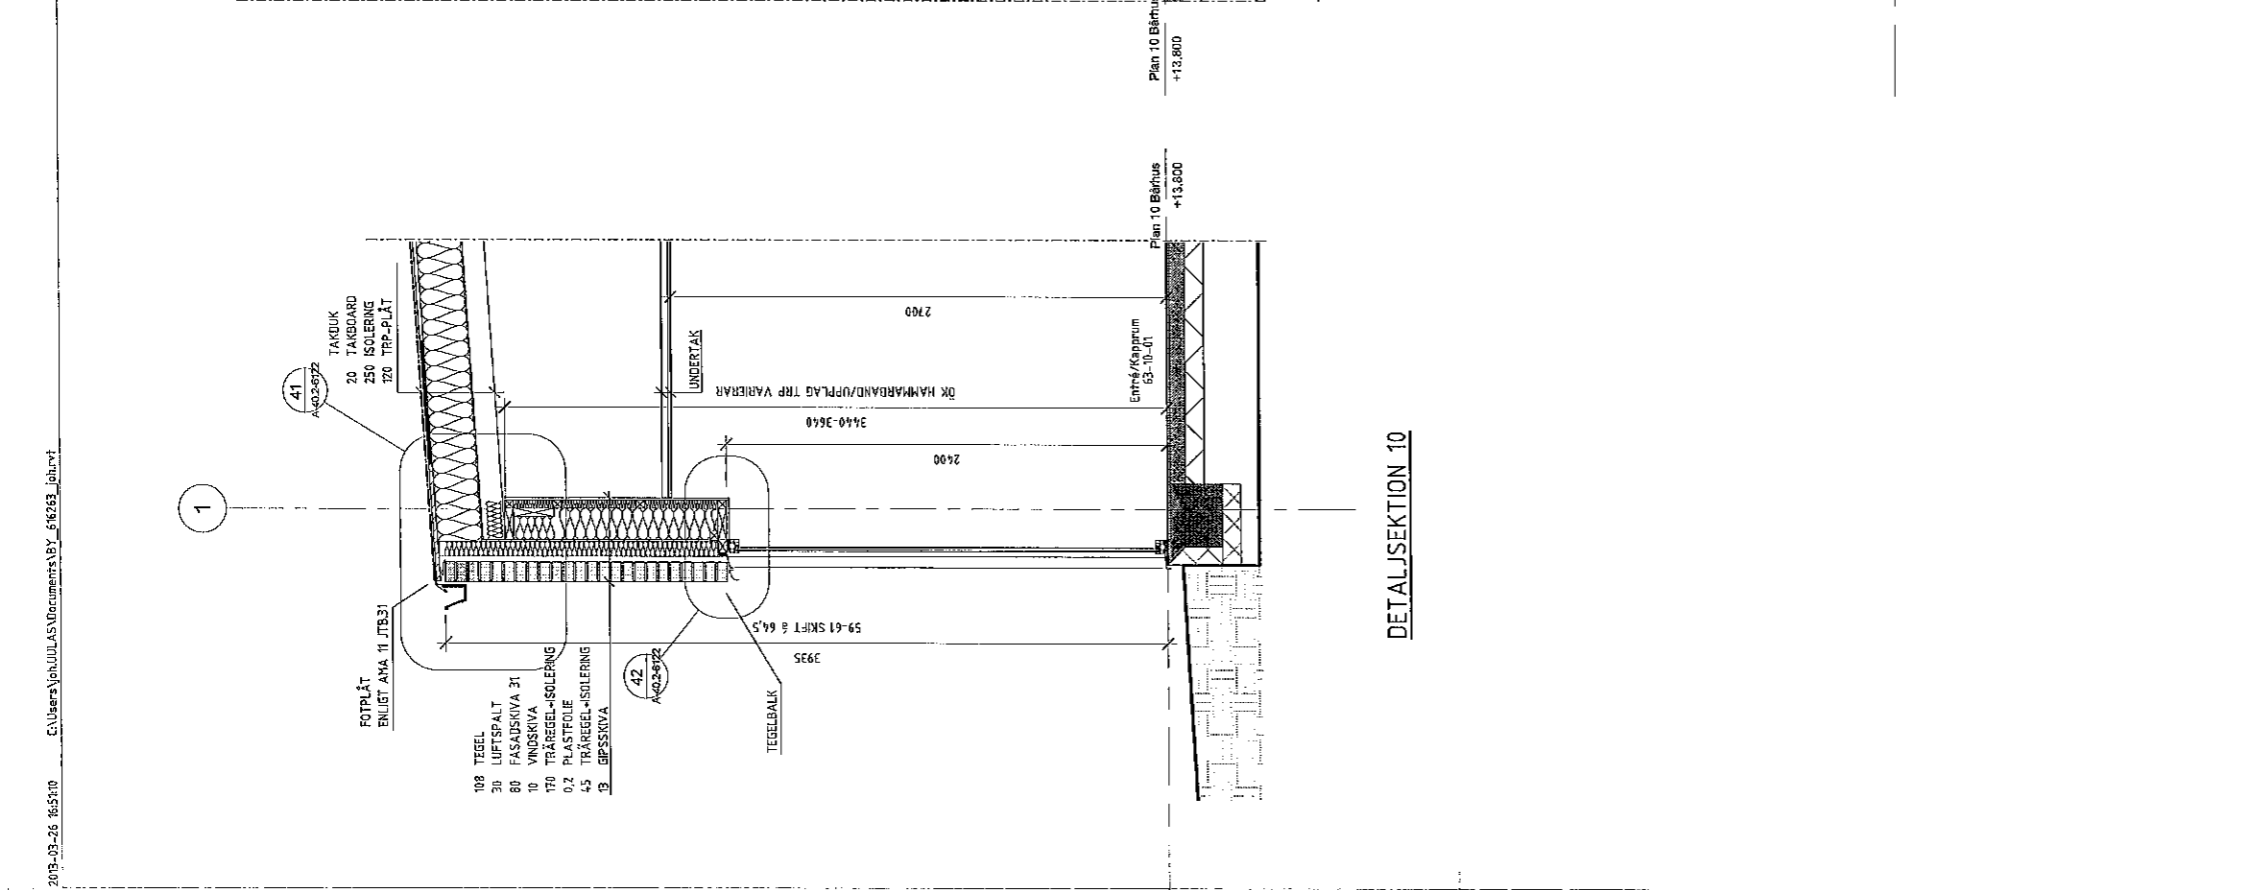 2013-03-26 16:51:10 C:\Users\joh.UULAS\Documents\BY_616263_joh.rvt
1
41
A-40.2-6122
TAKDUK
20 TAKBOARD
250 ISOLERING
120 TRP-PLÅT
FOTPLÅT
ENLIGT AMA 11 JTB.31
108 TEGEL
30 LUFTSPALT
80 FASADSKIVA 31
10 VINDSKIVA
170 TRÄREGEL+ISOLERING
0,2 PLASTFOLIE
45 TRÄREGEL+ISOLERING
13 GIPSSKIVA
42
A-40.2-6122
UNDERTAK
TEGELBALK
59-61 SKIFT á 64,5
3935
2400
3440-3640
ÖK HAMMARBAND/UPPLAG TRP VARIERAR
2700
Entré/Kapprum
63-10-01
Plan 10 Bårhus
+13.800
Plan 10 Bårhus
+13.800
DETALJSEKTION 10